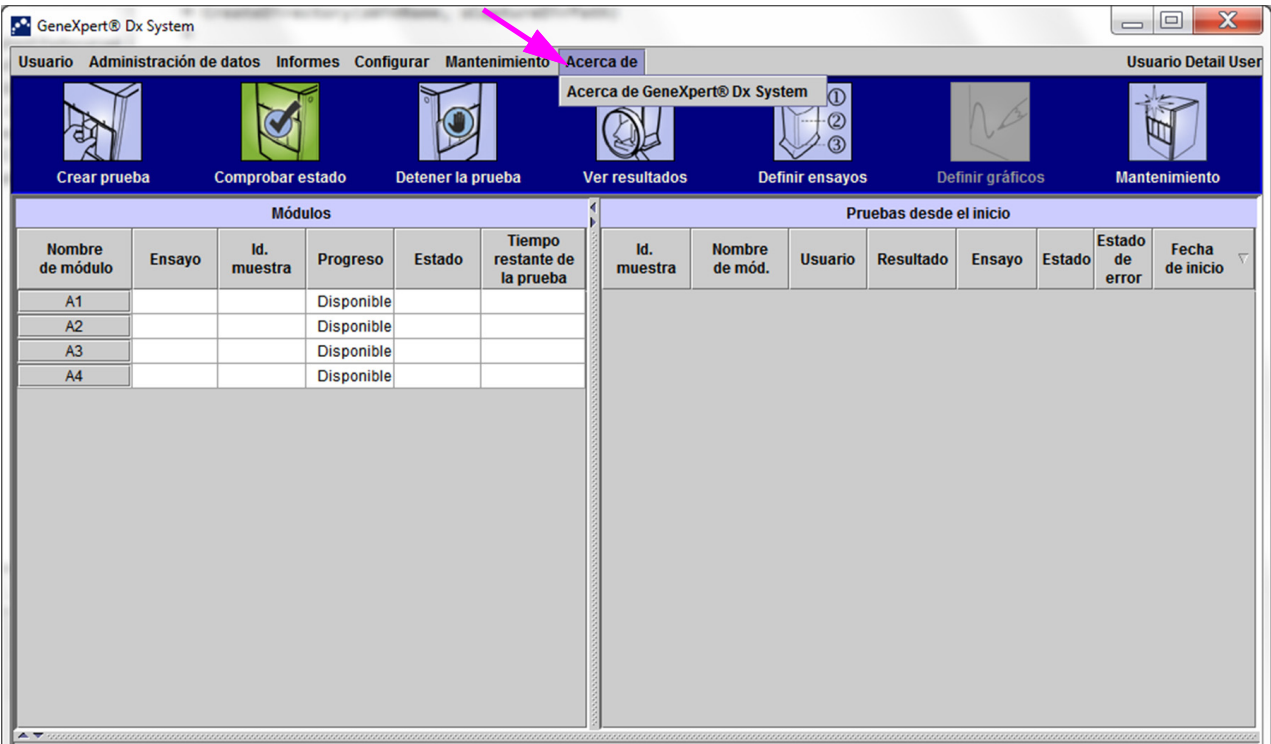 GeneXpert® Dx System
Usuario Administración de datos Informes Configurar Mantenimiento Acerca de Usuario Detail User
Acerca de GeneXpert® Dx System
①
②
③
Crear prueba Comprobar estado Detener la prueba Ver resultados Definir ensayos Definir gráficos Mantenimiento
Módulos
Nombre de módulo Ensayo Id. muestra Progreso Estado Tiempo restante de la prueba
A1 Disponible
A2 Disponible
A3 Disponible
A4 Disponible
Pruebas desde el inicio
Id. muestra Nombre de mód. Usuario Resultado Ensayo Estado Estado de error Fecha de inicio